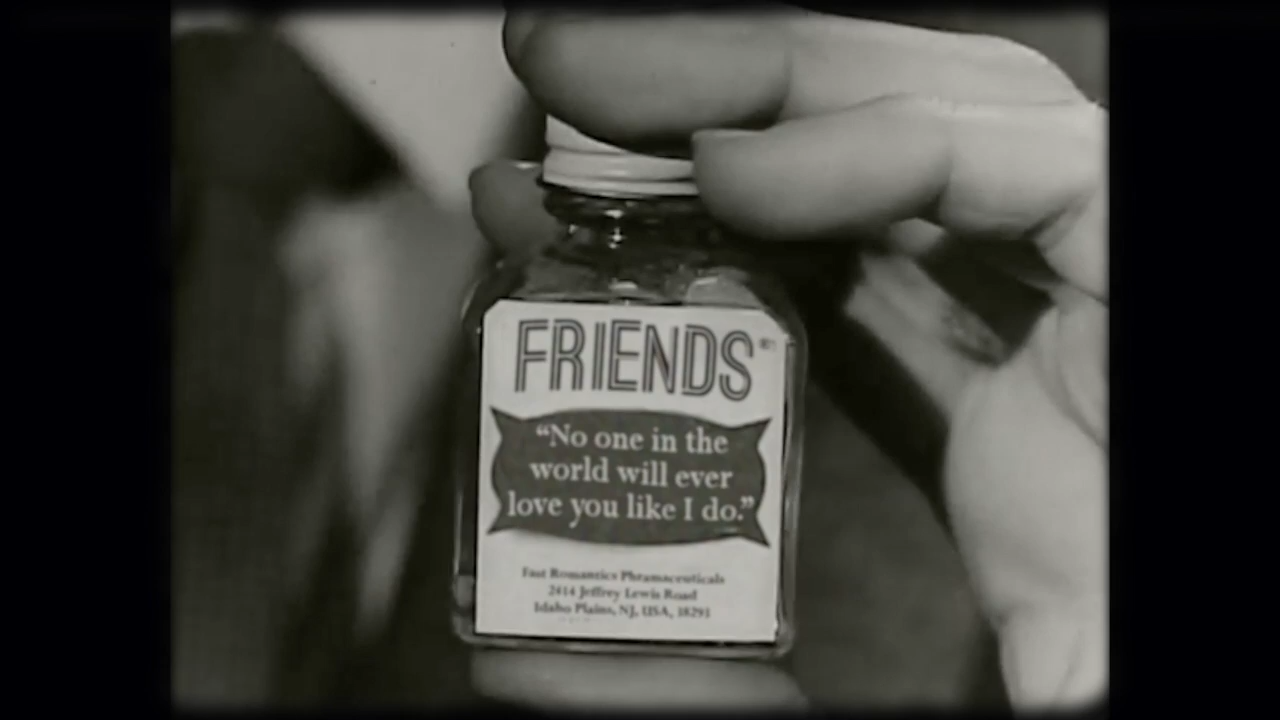 FRIENDS
“No one in the
world will ever
love you like I do.”
Fast Romantics Phramaceuticals
2414 Jeffrey Lewis Road
Idaho Plains, NJ, USA, 18291